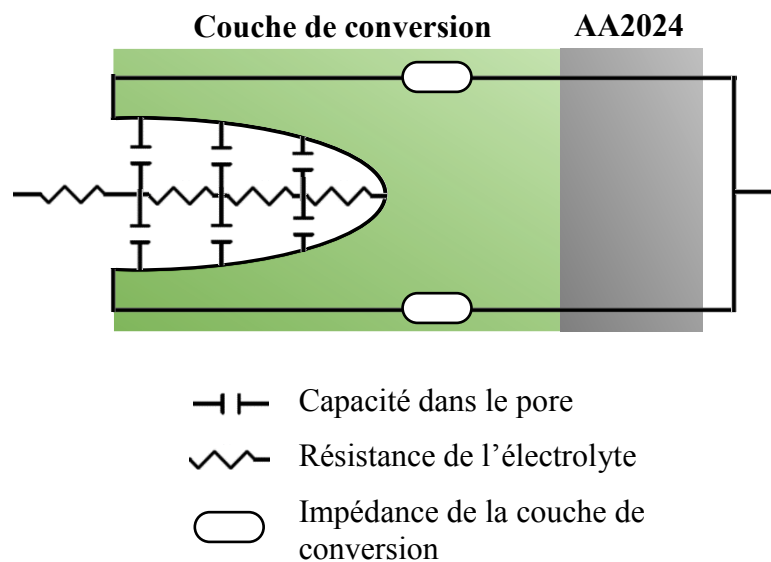 Couche de conversion
AA2024
Capacité dans le pore
Résistance de l’électrolyte
Impédance de la couche de
conversion